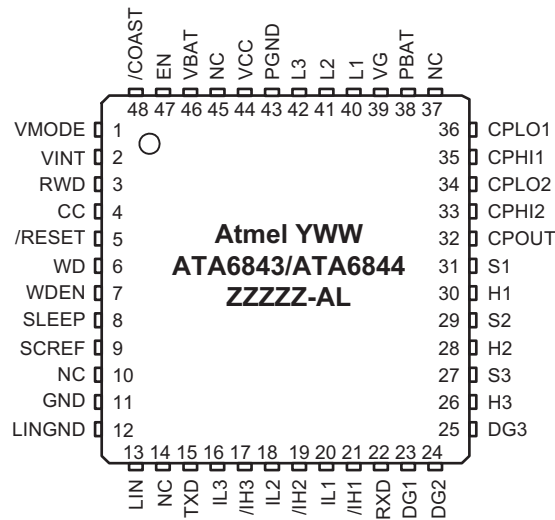 /COAST EN VBAT NC VCC PGND L3 L2 L1 VG PBAT NC
48 47 46 45 44 43 42 41 40 39 38 37
VMODE 1
VINT 2
RWD 3
CC 4
/RESET 5
WD 6
WDEN 7
SLEEP 8
SCREF 9
NC 10
GND 11
LINGND 12
Atmel YWW
ATA6843/ATA6844
ZZZZZ-AL
36 CPLO1
35 CPHI1
34 CPLO2
33 CPHI2
32 CPOUT
31 S1
30 H1
29 S2
28 H2
27 S3
26 H3
25 DG3
13 14 15 16 17 18 19 20 21 22 23 24
LIN NC TXD IL3 /IH3 IL2 /IH2 IL1 /IH1 RXD DG1 DG2